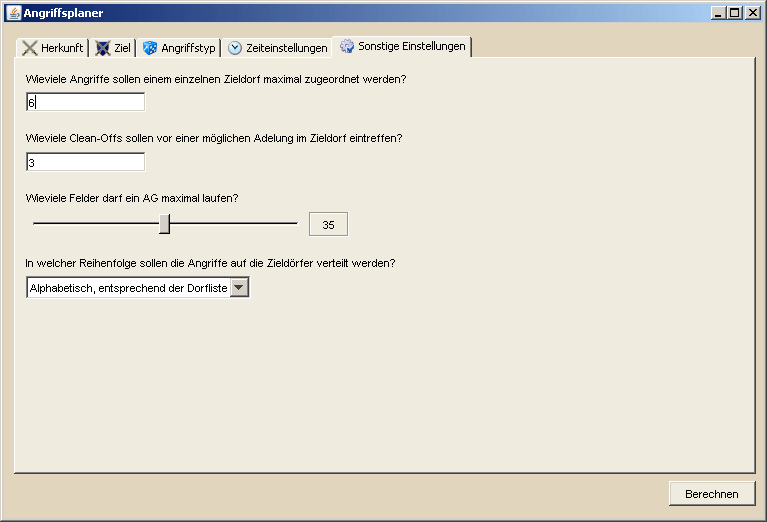 Angriffsplaner
Herkunft Ziel Angriffstyp Zeiteinstellungen Sonstige Einstellungen
Wieviele Angriffe sollen einem einzelnen Zieldorf maximal zugeordnet werden?
6
Wieviele Clean-Offs sollen vor einer möglichen Adelung im Zieldorf eintreffen?
3
Wieviele Felder darf ein AG maximal laufen?
35
In welcher Reihenfolge sollen die Angriffe auf die Zieldörfer verteilt werden?
Alphabetisch, entsprechend der Dorfliste
Berechnen